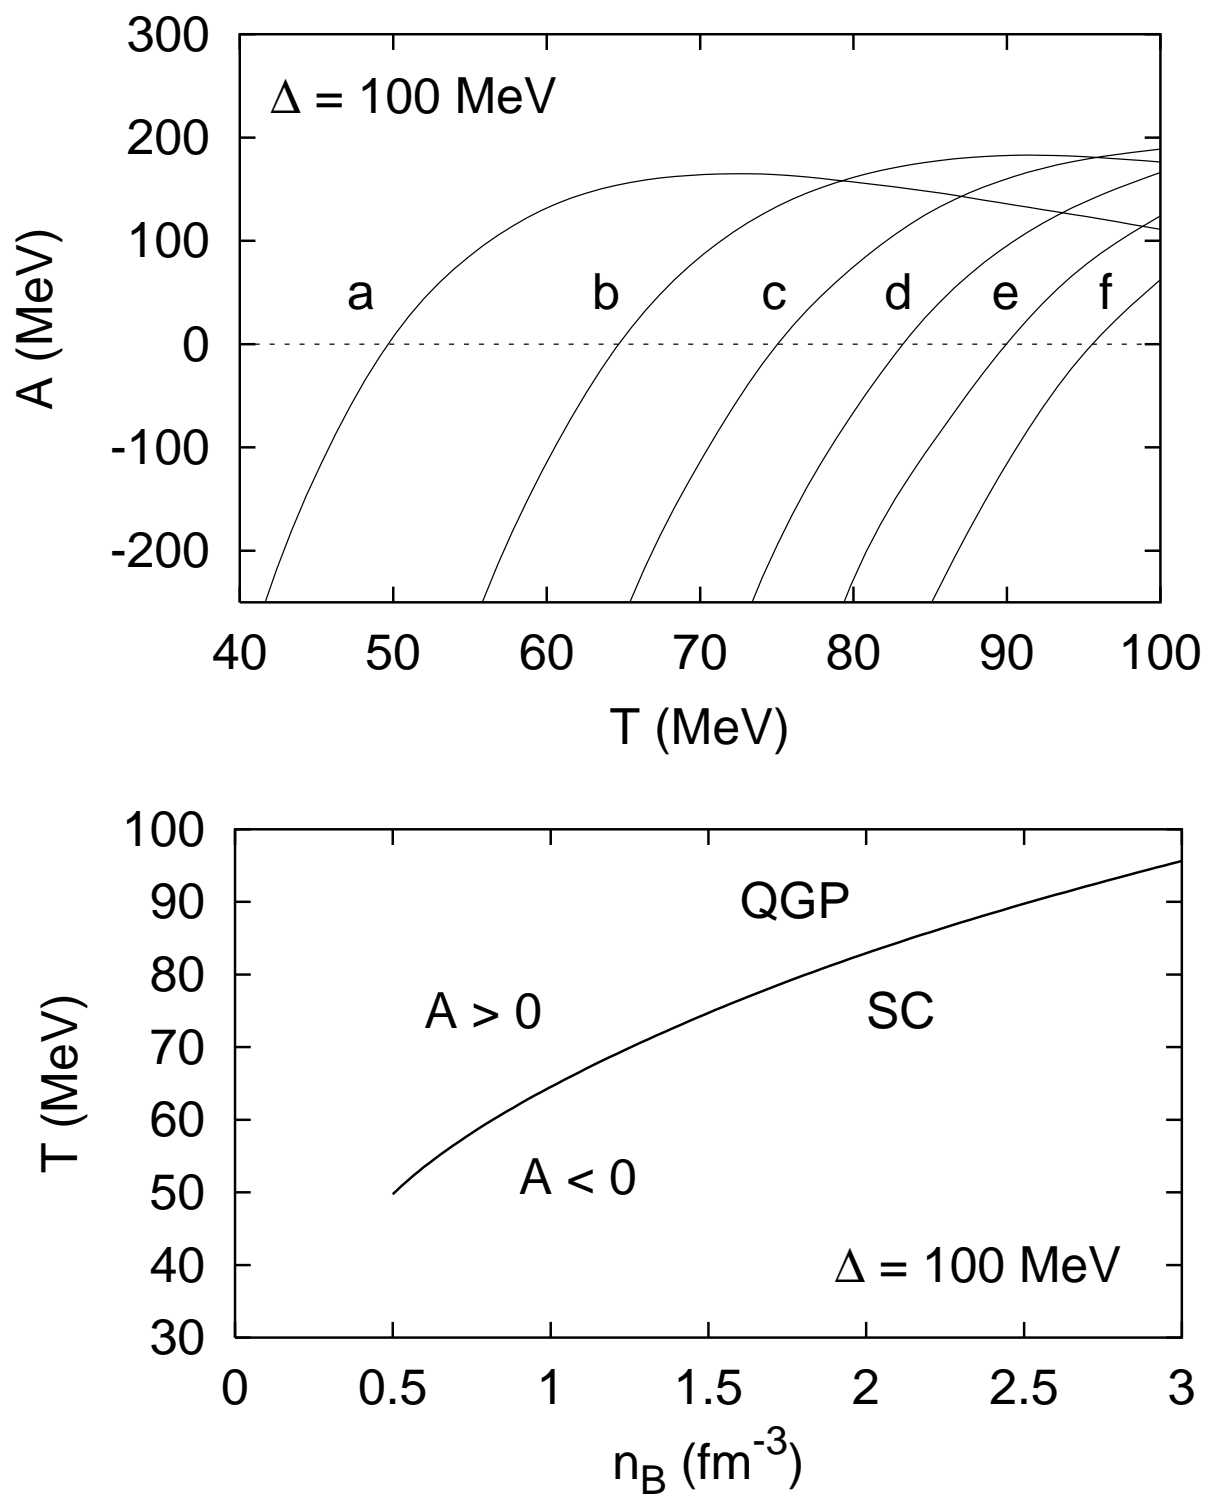 300
Δ = 100 MeV
200
100
a b c d e f
0
-100
-200
A (MeV)
40 50 60 70 80 90 100
T (MeV)
100
90
QGP
80
A > 0
SC
70
60
50
A < 0
40
Δ = 100 MeV
30
T (MeV)
0 0.5 1 1.5 2 2.5 3
n_B (fm^-3)